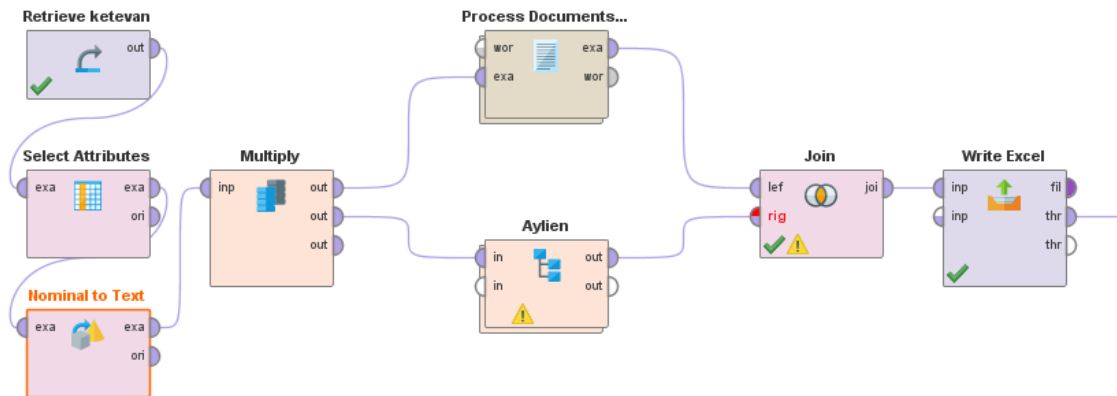 Retrieve ketevan
out
Process Documents...
wor
exa
exa
wor
Select Attributes
exa
exa
ori
Multiply
inp
out
out
out
Join
lef
joi
rig
Write Excel
inp
fil
inp
thr
thr
Aylien
in
out
in
out
Nominal to Text
exa
exa
ori